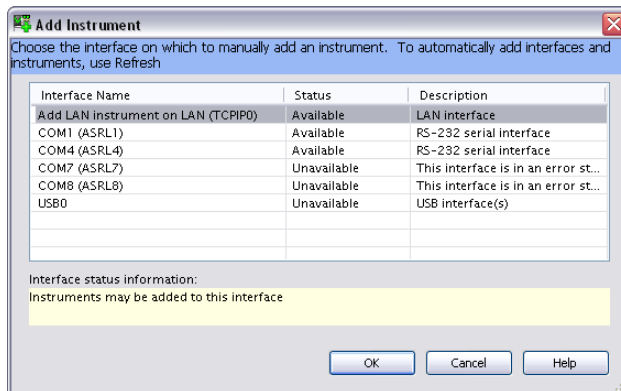 Add Instrument
Choose the interface on which to manually add an instrument. To automatically add interfaces and
instruments, use Refresh
Interface Name Status Description
Add LAN instrument on LAN (TCPIP0) Available LAN interface
COM1 (ASRL1) Available RS-232 serial interface
COM4 (ASRL4) Available RS-232 serial interface
COM7 (ASRL7) Unavailable This interface is in an error st...
COM8 (ASRL8) Unavailable This interface is in an error st...
USB0 Unavailable USB interface(s)
Interface status information:
Instruments may be added to this interface
OK Cancel Help